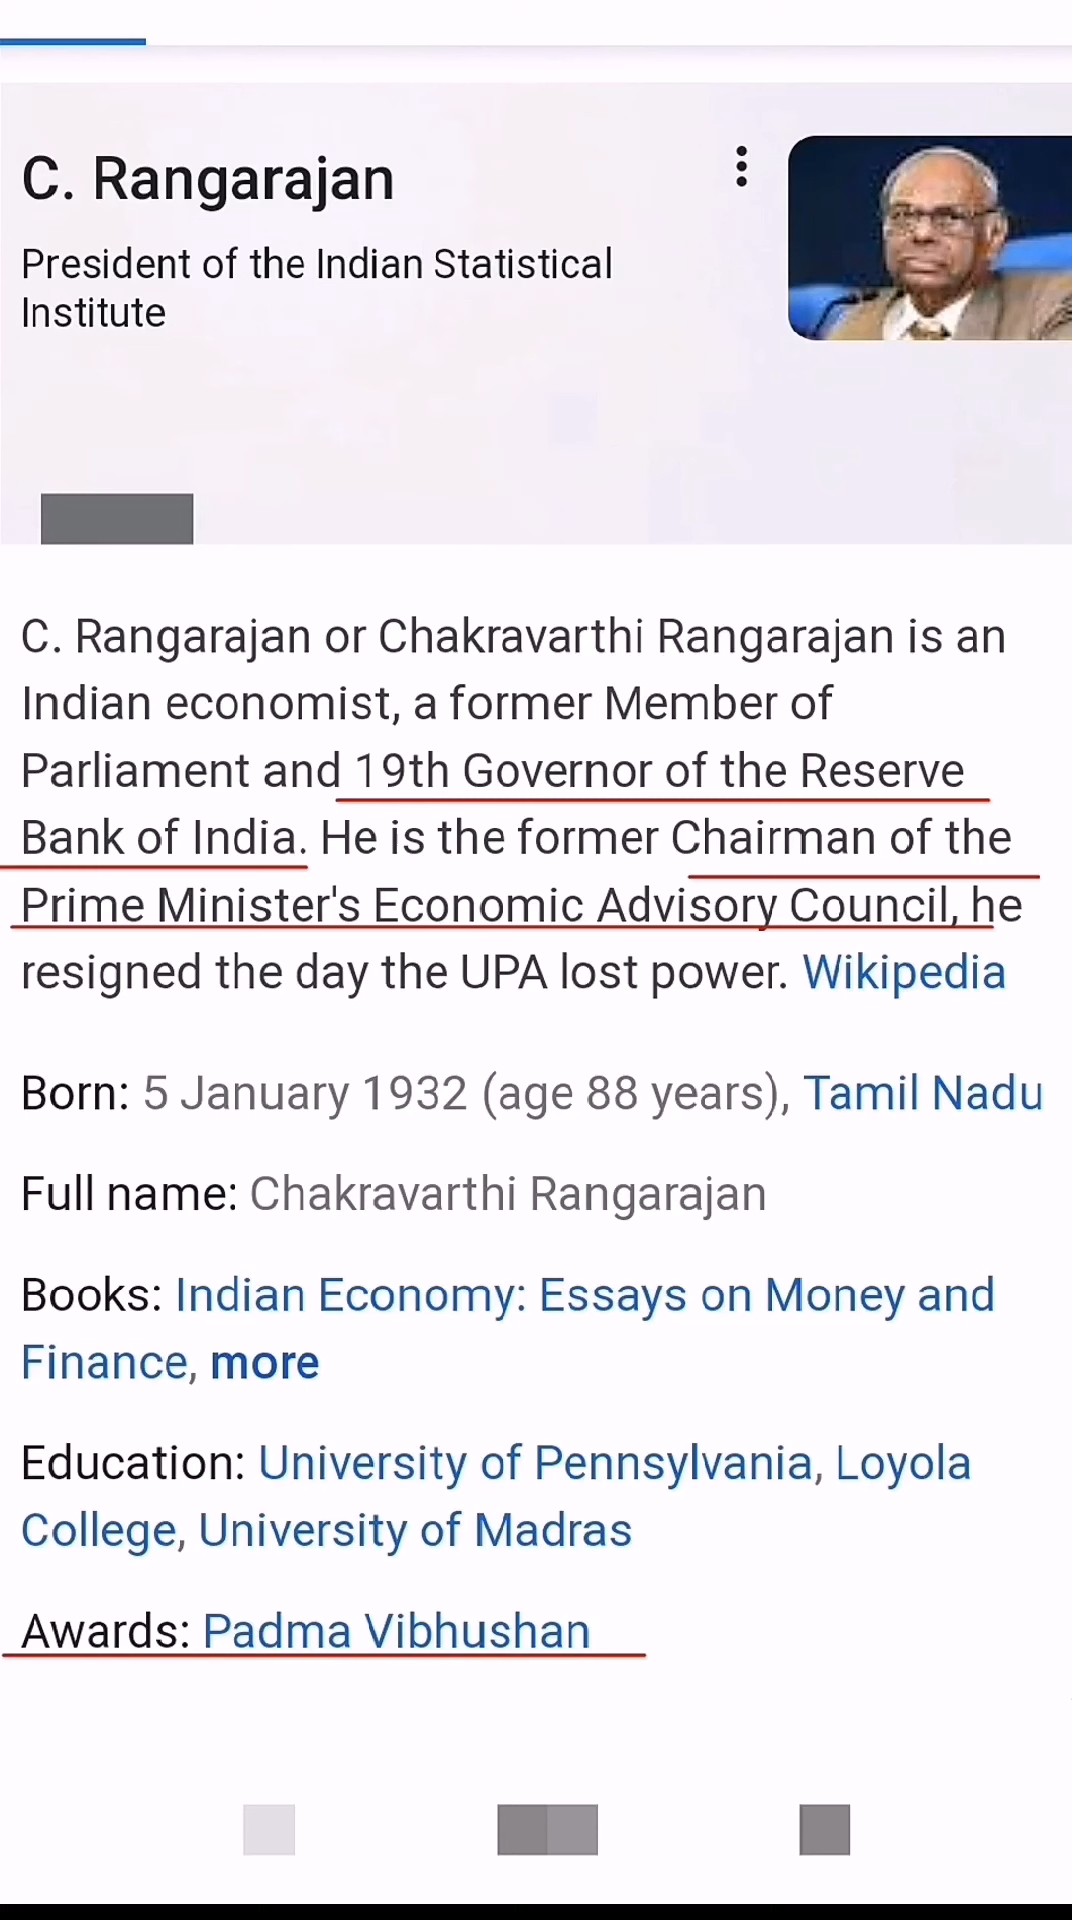 C. Rangarajan
President of the Indian Statistical
Institute
C. Rangarajan or Chakravarthi Rangarajan is an
Indian economist, a former Member of
Parliament and 19th Governor of the Reserve
Bank of India. He is the former Chairman of the
Prime Minister's Economic Advisory Council, he
resigned the day the UPA lost power. Wikipedia
Born: 5 January 1932 (age 88 years), Tamil Nadu
Full name: Chakravarthi Rangarajan
Books: Indian Economy: Essays on Money and
Finance, more
Education: University of Pennsylvania, Loyola
College, University of Madras
Awards: Padma Vibhushan